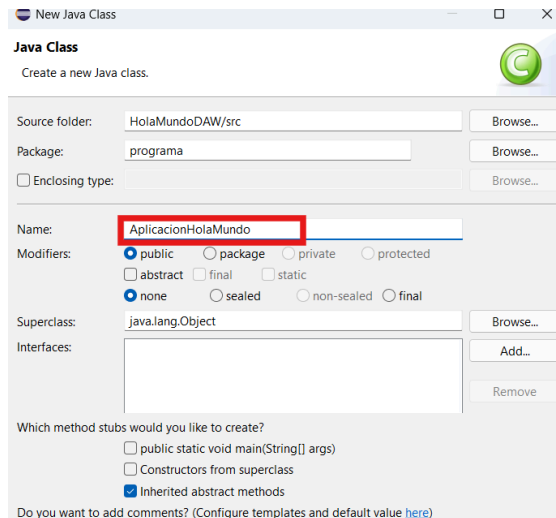 New Java Class
Java Class
Create a new Java class.
Source folder: HolaMundoDAW/src Browse...
Package: programa Browse...
Enclosing type: Browse...
Name: AplicacionHolaMundo
Modifiers: public package private protected
abstract final static
none sealed non-sealed final
Superclass: java.lang.Object Browse...
Interfaces: Add...
Remove
Which method stubs would you like to create?
public static void main(String[] args)
Constructors from superclass
Inherited abstract methods
Do you want to add comments? (Configure templates and default value here)